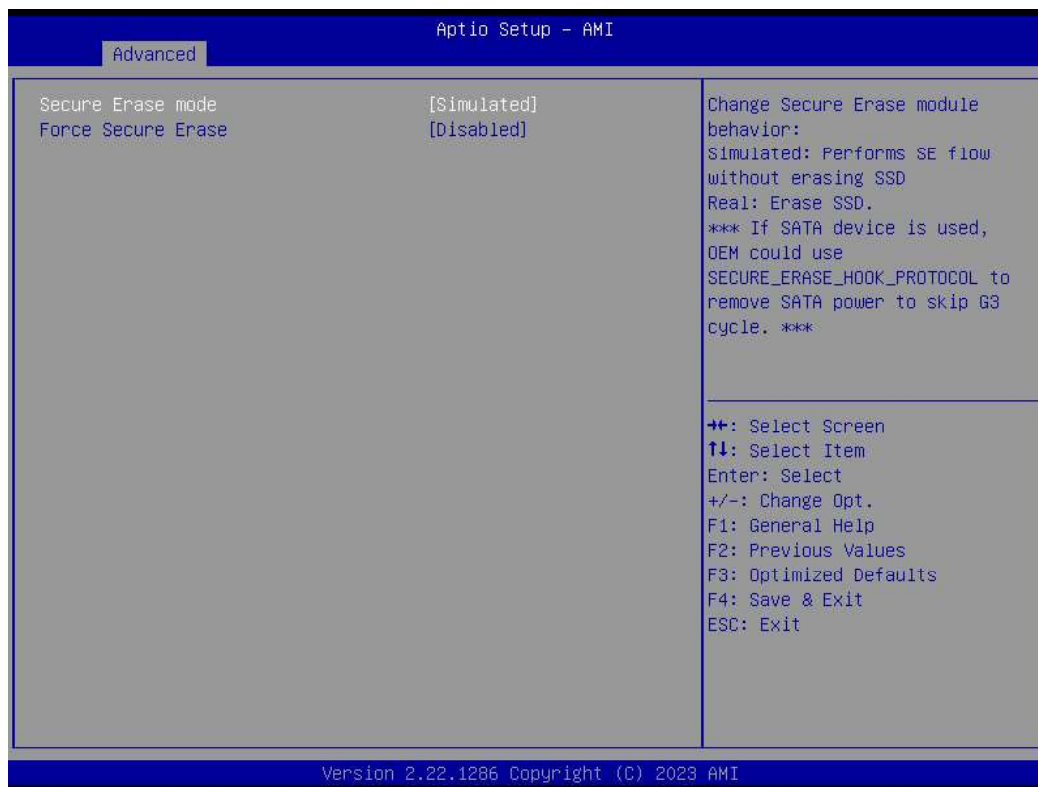 Aptio Setup – AMI
Advanced
Secure Erase mode [Simulated]
Force Secure Erase [Disabled]
Change Secure Erase module
behavior:
Simulated: Performs SE flow
without erasing SSD
Real: Erase SSD.
*** If SATA device is used,
OEM could use
SECURE_ERASE_HOOK_PROTOCOL to
remove SATA power to skip G3
cycle. ***
→←: Select Screen
↑↓: Select Item
Enter: Select
+/-: Change Opt.
F1: General Help
F2: Previous Values
F3: Optimized Defaults
F4: Save & Exit
ESC: Exit
Version 2.22.1286 Copyright (C) 2023 AMI